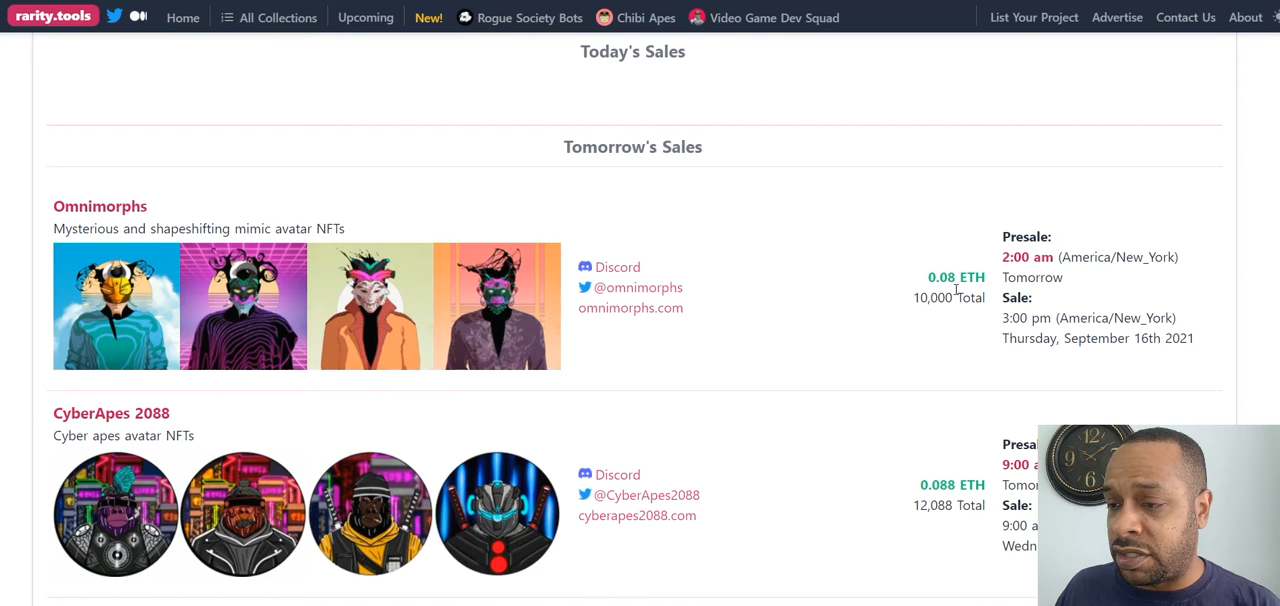 rarity.tools Home All Collections Upcoming New! Rogue Society Bots Chibi Apes Video Game Dev Squad List Your Project Advertise Contact Us About
Today's Sales
Tomorrow's Sales
Omnimorphs
Mysterious and shapeshifting mimic avatar NFTs
Discord
@omnimorphs
omnimorphs.com
0.08 ETH
10,000 Total
Presale:
2:00 am (America/New_York)
Tomorrow
Sale:
3:00 pm (America/New_York)
Thursday, September 16th 2021
CyberApes 2088
Cyber apes avatar NFTs
Discord
@CyberApes2088
cyberapes2088.com
0.088 ETH
12,088 Total
Sale:
9:00